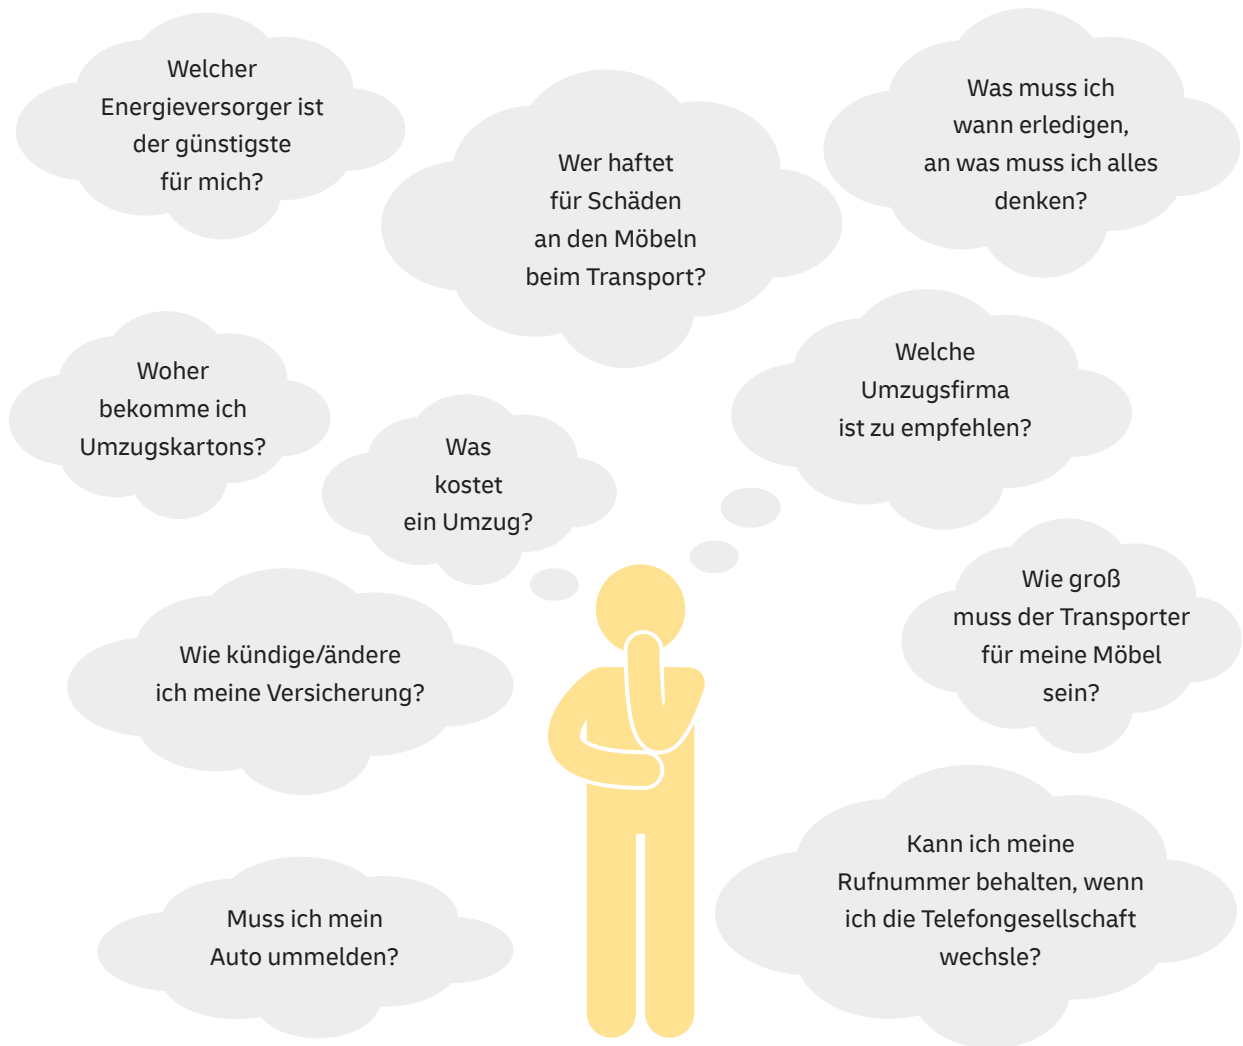 Welcher
Energieversorger ist
der günstigste
für mich?
Wer haftet
für Schäden
an den Möbeln
beim Transport?
Was muss ich
wann erledigen,
an was muss ich alles
denken?
Woher
bekomme ich
Umzugskartons?
Was
kostet
ein Umzug?
Welche
Umzugsfirma
ist zu empfehlen?
Wie kündige/ändere
ich meine Versicherung?
Wie groß
muss der Transporter
für meine Möbel
sein?
Muss ich mein
Auto ummelden?
Kann ich meine
Rufnummer behalten, wenn
ich die Telefongesellschaft
wechsle?